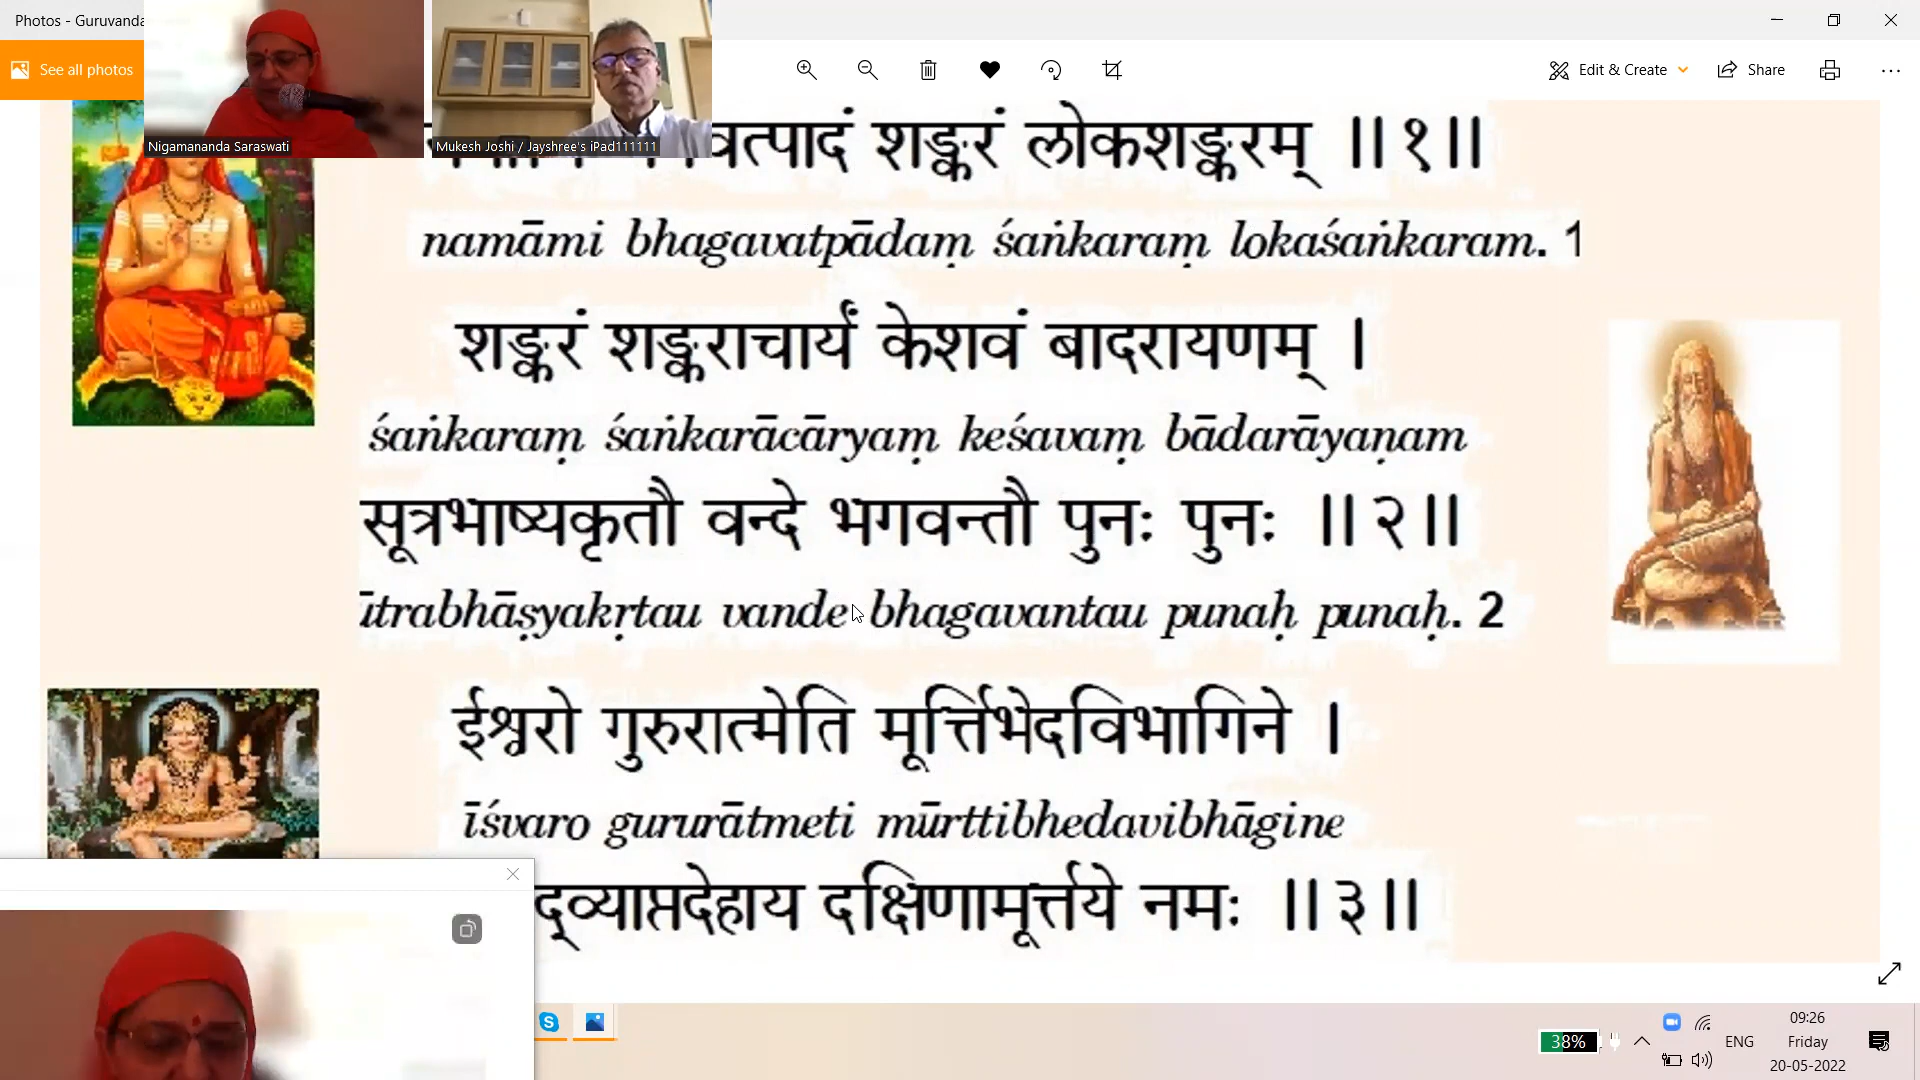 Photos - Guruvanda
See all photos
Edit & Create
Share
Nigamananda Saraswati
Mukesh Joshi / Jayshree's iPad111111
शङ्करं लोकशङ्करम् ॥१॥
namāmi bhagavatpādaṃ śaṅkaraṃ lokaśaṅkaram. 1
शङ्करं शङ्कराचार्यं केशवं बादरायणम् ।
śaṅkaraṃ śaṅkarācāryaṃ keśavaṃ bādarāyaṇam
सूत्रभाष्यकृतौ वन्दे भगवन्तौ पुनः पुनः ॥२॥
ūtrabhāṣyakṛtau vande bhagavantau punaḥ punaḥ. 2
ईश्वरो गुरुरात्मेति मूर्त्तिभेदविभागिने ।
īśvaro gururātmeti mūrttibhedavibhāgine
द्व्याप्तदेहाय दक्षिणामूर्त्तये नमः ॥३॥
38%
ENG
09:26
Friday
20-05-2022